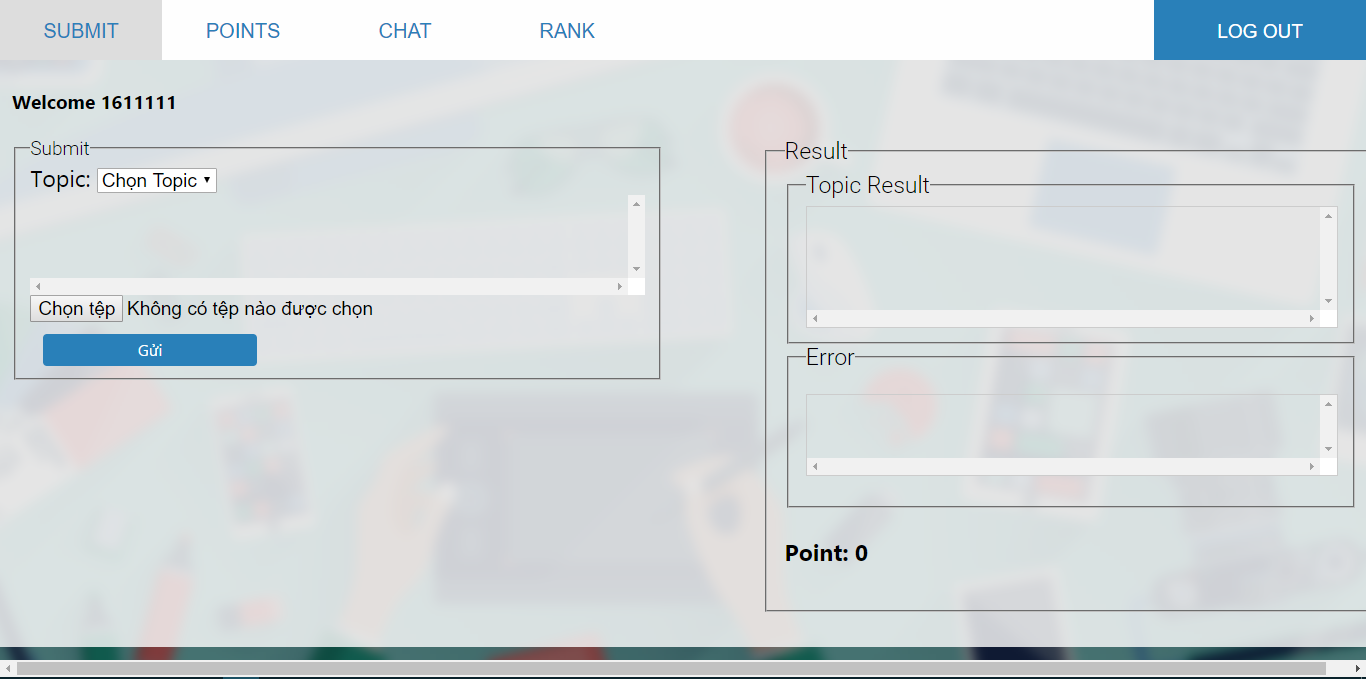 SUBMIT POINTS CHAT RANK LOG OUT
Welcome 1611111
Submit
Topic: Chọn Topic
Chọn tệp Không có tệp nào được chọn
Gửi
Result
Topic Result
Error
Point: 0